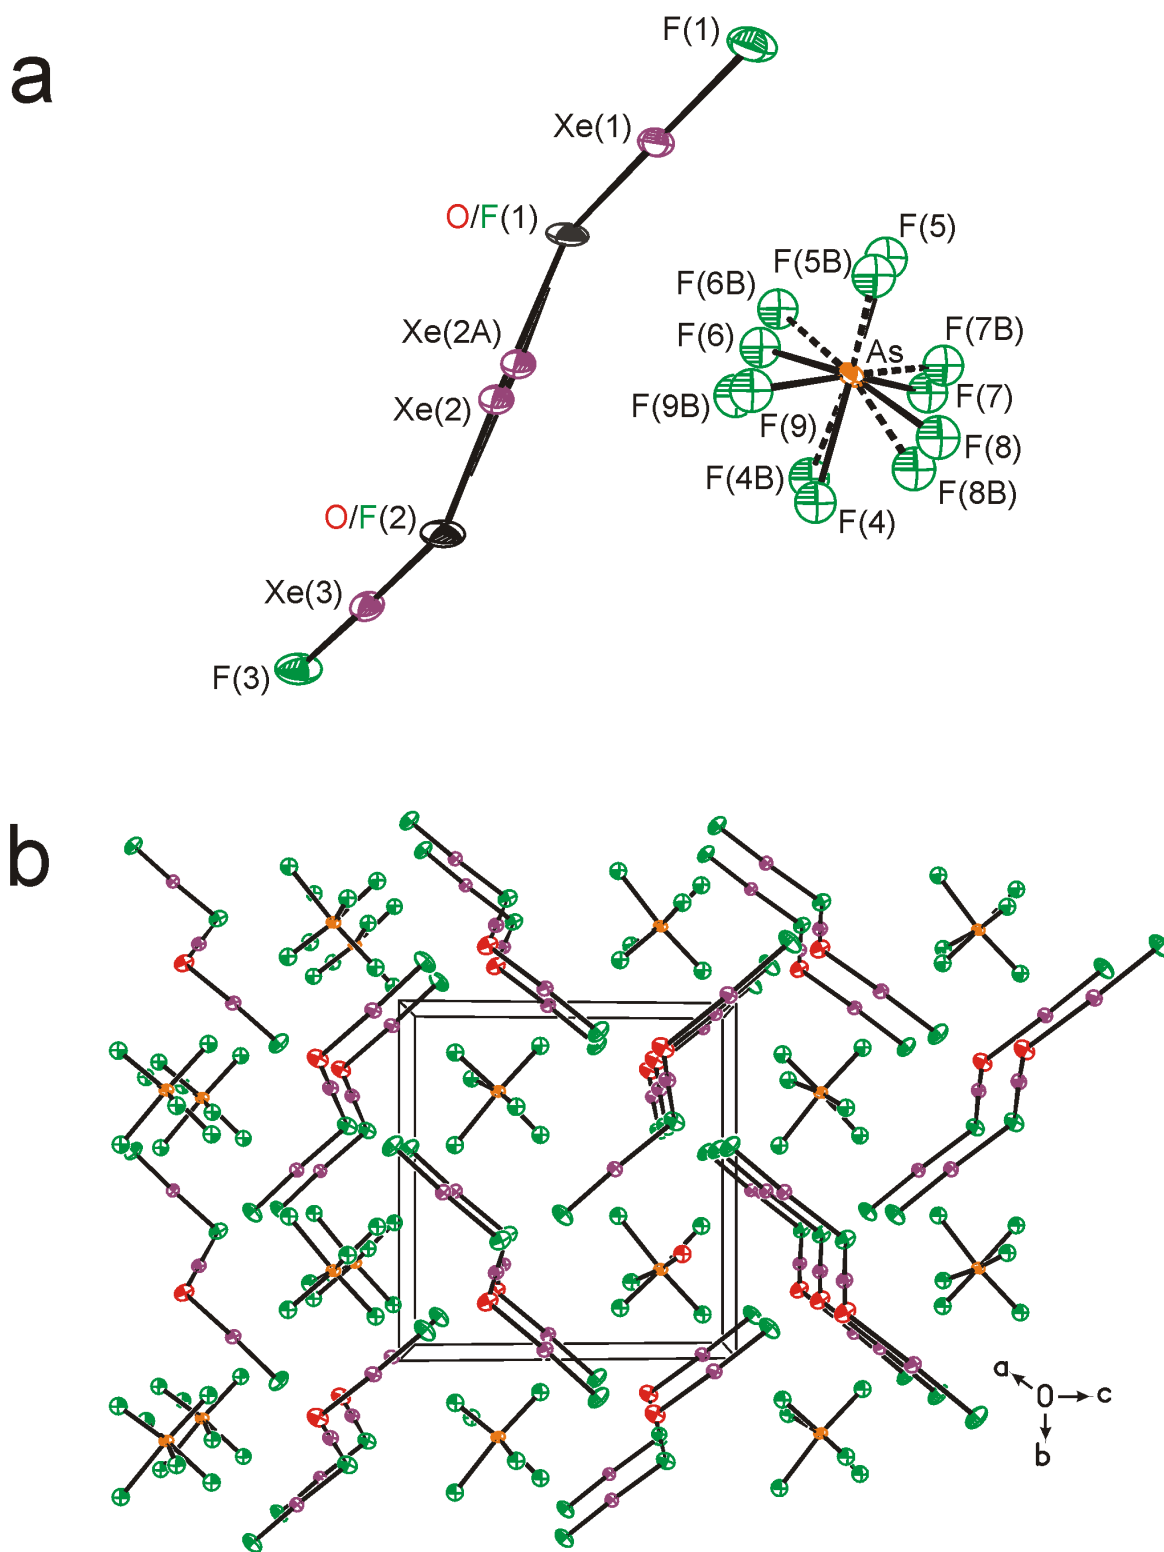 a
F(1)
Xe(1)
O/F(1)
F(5)
F(5B)
F(6B)
Xe(2A)
F(6)
As
F(7B)
Xe(2)
F(9B)
F(9)
F(7)
F(8)
F(4B)
F(8B)
O/F(2)
F(4)
Xe(3)
F(3)
b
a
O
c
b